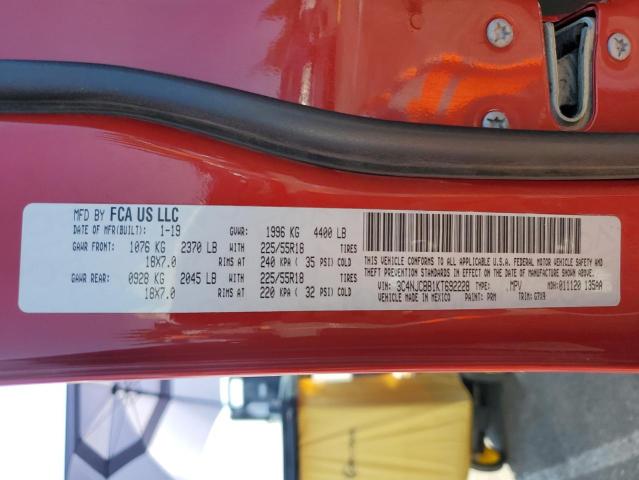 MFD BY FCA US LLC
DATE OF MFR(BUILT): 1-19 GVWR: 1996 KG 4400 LB
GAWR FRONT: 1076 KG 2370 LB WITH 225/55R18 TIRES
18X7.0 RIMS AT 240 KPA ( 35 PSI) COLD
GAWR REAR: 0928 KG 2045 LB WITH 225/55R18 TIRES
18X7.0 RIMS AT 220 KPA ( 32 PSI) COLD
THIS VEHICLE CONFORMS TO ALL APPLICABLE U.S.A. FEDERAL MOTOR VEHICLE SAFETY AND
THEFT PREVENTION STANDARDS IN EFFECT ON THE DATE OF MANUFACTURE SHOWN ABOVE.
VIN: 3C4NJCBB1KT692228 TYPE: MPV MDH: 011120 135AA
VEHICLE MADE IN MEXICO PAINT: PRM TRIM: GTX9